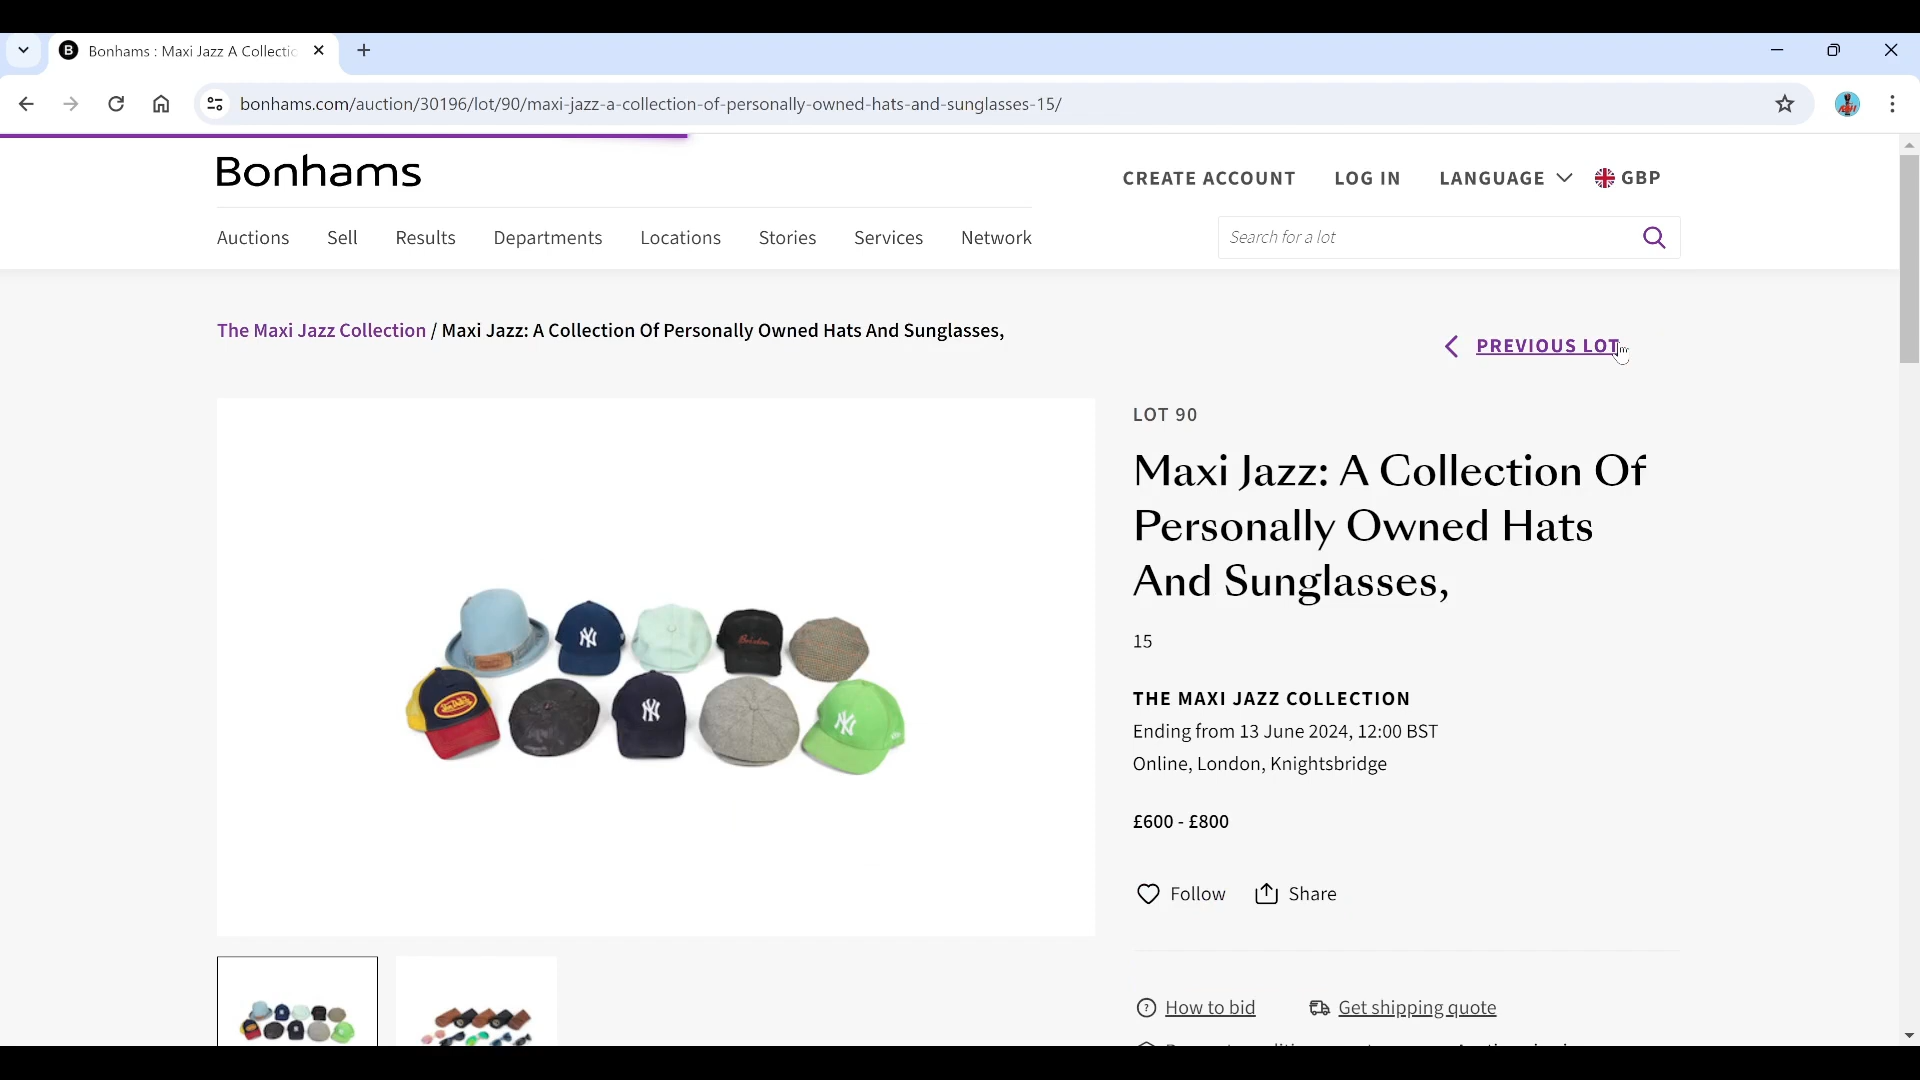 Bonhams : Maxi Jazz A Collectic
bonhams.com/auction/30196/lot/90/maxi-jazz-a-collection-of-personally-owned-hats-and-sunglasses-15/
Bonhams
CREATE ACCOUNT LOG IN LANGUAGE GBP
Auctions Sell Results Departments Locations Stories Services Network
Search for a lot
The Maxi Jazz Collection / Maxi Jazz: A Collection Of Personally Owned Hats And Sunglasses,
PREVIOUS LOT
LOT 90
Maxi Jazz: A Collection Of
Personally Owned Hats
And Sunglasses,
15
THE MAXI JAZZ COLLECTION
Ending from 13 June 2024, 12:00 BST
Online, London, Knightsbridge
£600 - £800
Follow Share
How to bid Get shipping quote